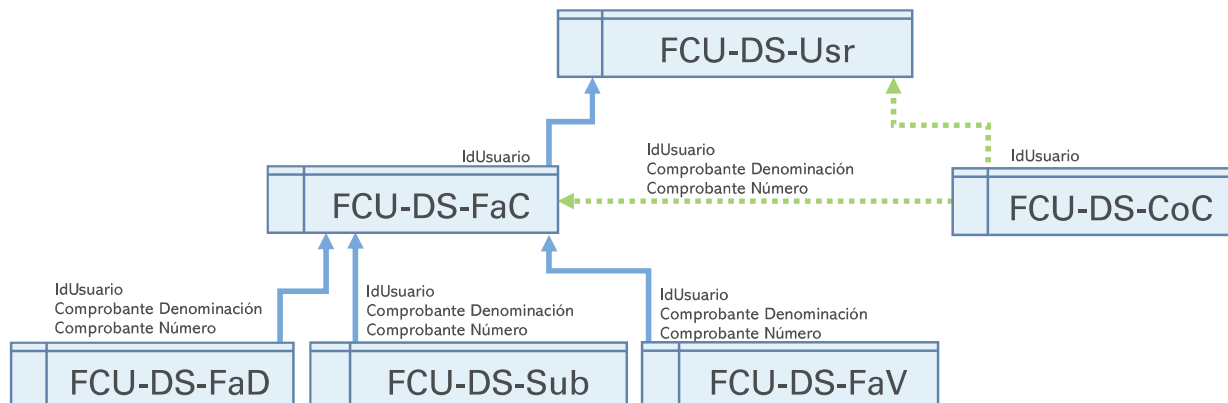 FCU-DS-Usr
IdUsuario
IdUsuario
Comprobante Denominación
Comprobante Número
IdUsuario
FCU-DS-FaC
FCU-DS-CoC
IdUsuario
Comprobante Denominación
Comprobante Número
IdUsuario
Comprobante Denominación
Comprobante Número
IdUsuario
Comprobante Denominación
Comprobante Número
FCU-DS-FaD
FCU-DS-Sub
FCU-DS-FaV